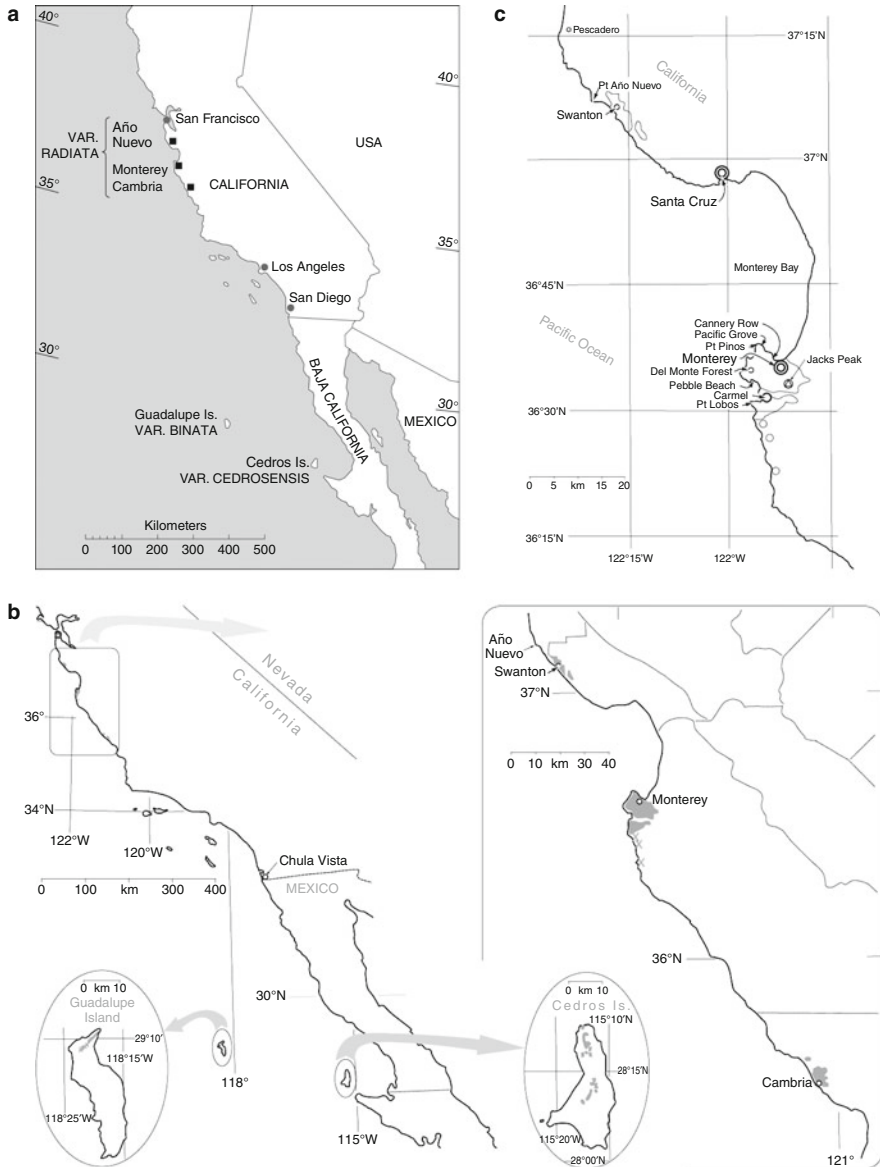 a
40°
40°
San Francisco
VAR. RADIATA
Año Nuevo
Monterey
Cambria
USA
35°
CALIFORNIA
35°
Los Angeles
San Diego
30°
BAJA CALIFORNIA
30°
Guadalupe Is.
VAR. BINATA
MEXICO
Cedros Is.
VAR. CEDROSENSIS
Kilometers
0 100 200 300 400 500
c
Pescadero
37°15′N
California
Pt Año Nuevo
Swanton
37°N
Santa Cruz
Monterey Bay
36°45′N
Pacific Ocean
Cannery Row
Pacific Grove
Pt Pinos
Monterey
Jacks Peak
Del Monte Forest
Pebble Beach
Carmel
Pt Lobos
36°30′N
0 5 km 17 20
36°15′N
122°15W
122°W
b
Nevada
California
36°
34°N
122°W
120°W
Chula Vista
0 100 km 300 400
MEXICO
30°N
0 km 10
Guadalupe
Island
29°10′
118°15′W
118°25′W
118°
115°W
0 km 10
Cedros Is.
115°10′N
28°15N
115°20′W
28°00′N
Año
Nuevo
Swanton
37°N
0 10 km 30 40
Monterey
36°N
Cambria
121°